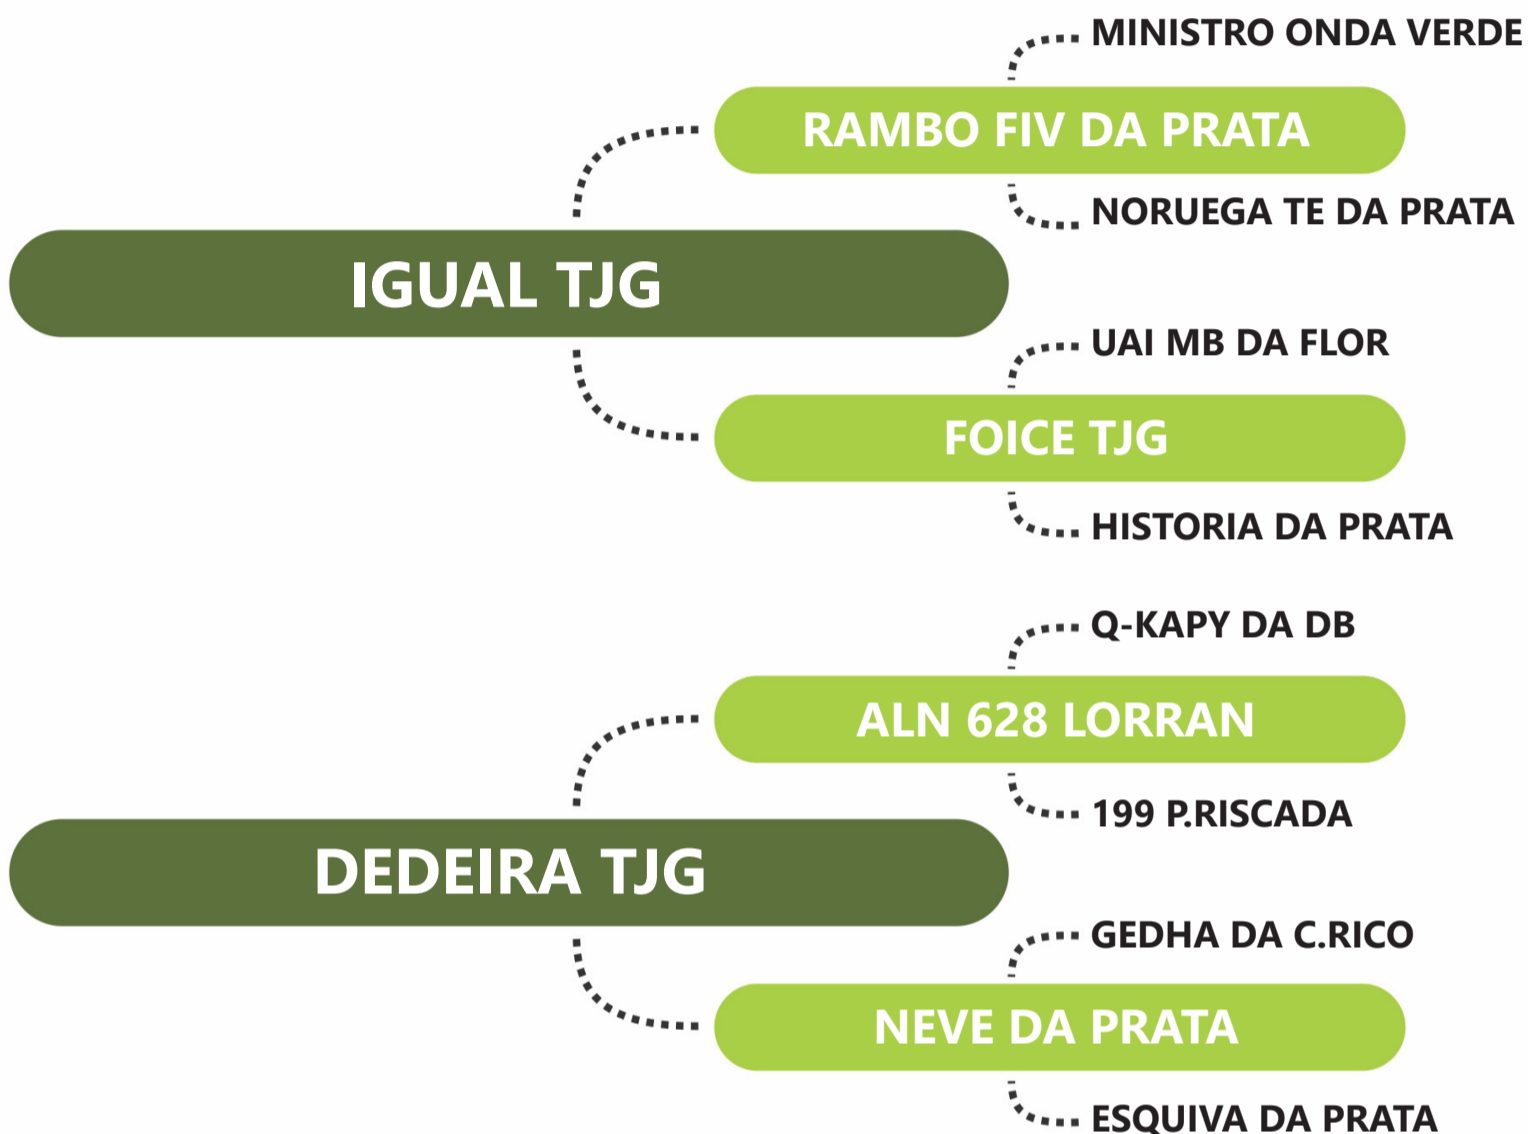 MINISTRO ONDA VERDE
RAMBO FIV DA PRATA
NORUEGA TE DA PRATA
IGUAL TJG
UAI MB DA FLOR
FOICE TJG
HISTORIA DA PRATA
Q-KAPY DA DB
ALN 628 LORRAN
199 P.RISCADA
DEDEIRA TJG
GEDHA DA C.RICO
NEVE DA PRATA
ESQUIVA DA PRATA